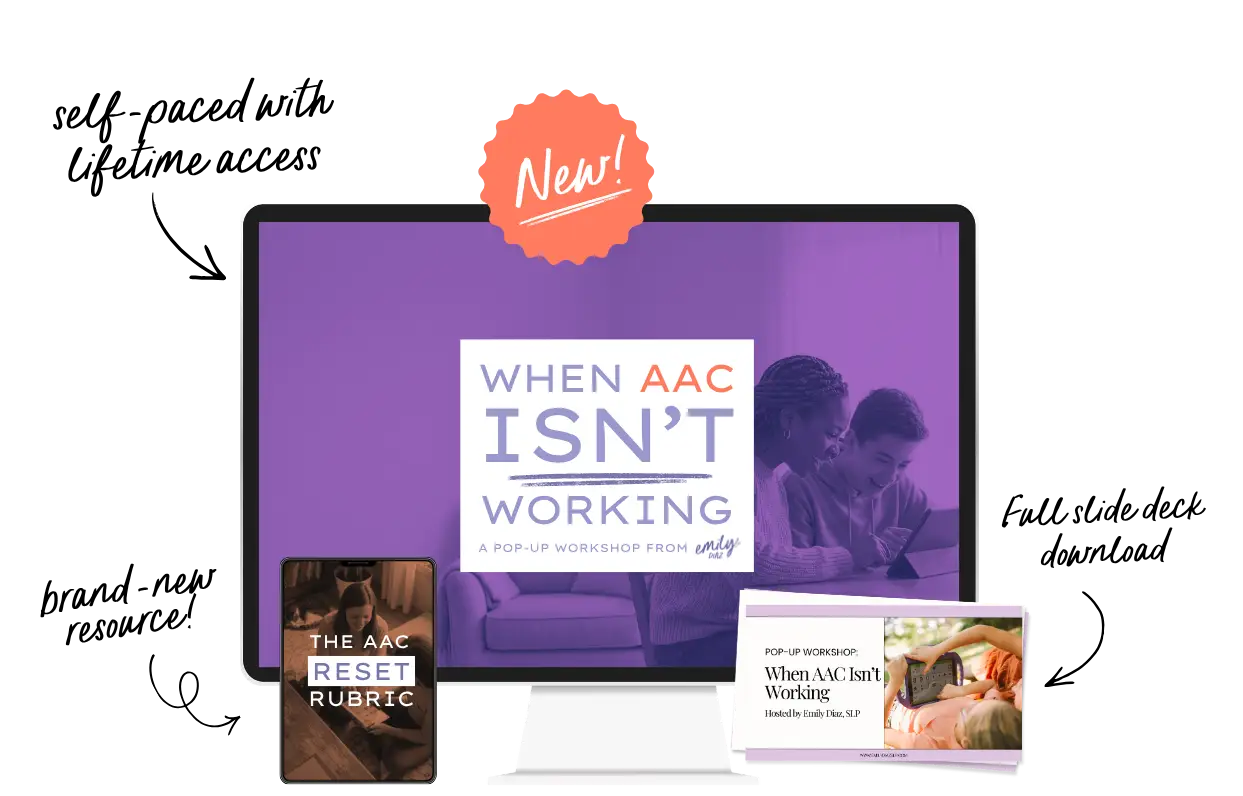 self-paced with
lifetime access
New!
WHEN AAC
ISN'T
WORKING
A POP-UP WORKSHOP FROM emily DIAZ
brand-new
resource!
THE AAC
RESET
RUBRIC
Full slide deck
download
POP-UP WORKSHOP:
When AAC Isn't
Working
Hosted by Emily Diaz, SLP